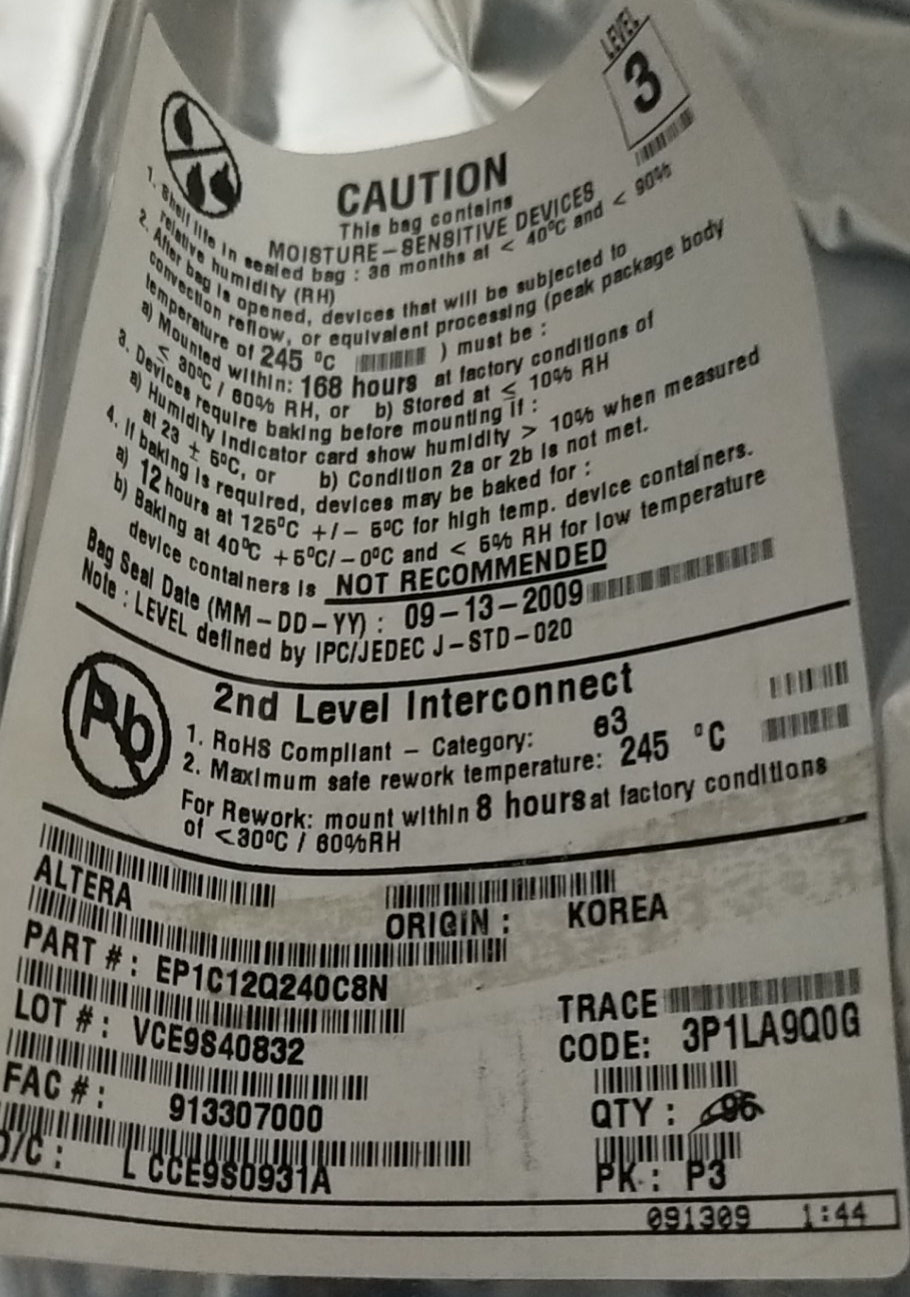 LEVEL
3
CAUTION
This bag contains
MOISTURE-SENSITIVE DEVICES
1. Shelf life in sealed bag : 36 months at < 40°C and < 90%
relative humidity (RH)
2. After bag is opened, devices that will be subjected to
convection reflow, or equivalent processing (peak package body
temperature of 245 °C ) must be :
a) Mounted within: 168 hours at factory conditions of
≤ 30°C / 60% RH, or b) Stored at ≤ 10% RH
3. Devices require baking before mounting if :
a) Humidity Indicator card show humidity > 10% when measured
at 23 ± 5°C, or b) Condition 2a or 2b is not met.
4. If baking is required, devices may be baked for :
a) 12 hours at 125°C +/- 5°C for high temp. device containers.
b) Baking at 40°C +5°C/-0°C and < 5% RH for low temperature
device containers is NOT RECOMMENDED
Bag Seal Date (MM-DD-YY) : 09-13-2009
Note : LEVEL defined by IPC/JEDEC J-STD-020
Pb
2nd Level Interconnect
1. RoHS Compliant - Category: e3
2. Maximum safe rework temperature: 245 °C
For Rework: mount within 8 hours at factory conditions
of <30°C / 60%RH
ALTERA
ORIGIN : KOREA
PART # : EP1C12Q240C8N
LOT # : VCE9S40832
TRACE
CODE: 3P1LA9Q0G
FAC # : 913307000
QTY : 96
D/C : L CCE9S0931A
PK : P3
091309 1:44